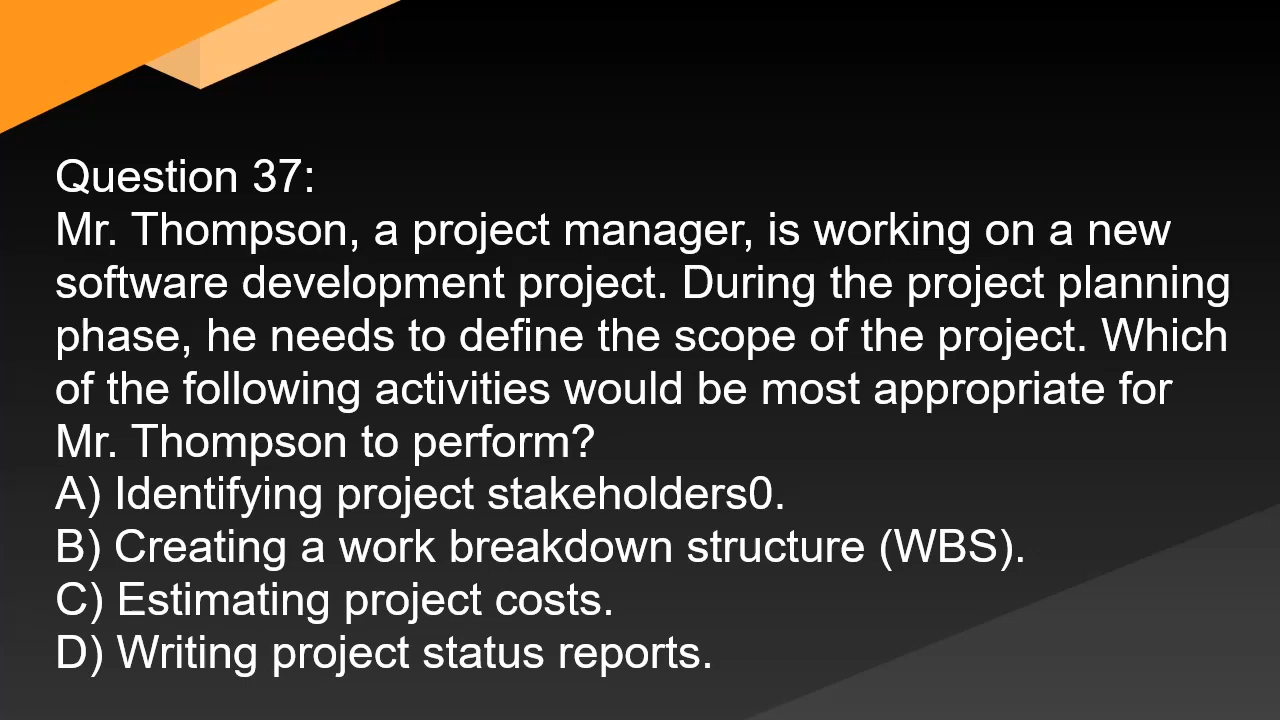 Question 37:
Mr. Thompson, a project manager, is working on a new
software development project. During the project planning
phase, he needs to define the scope of the project. Which
of the following activities would be most appropriate for
Mr. Thompson to perform?
A) Identifying project stakeholders0.
B) Creating a work breakdown structure (WBS).
C) Estimating project costs.
D) Writing project status reports.